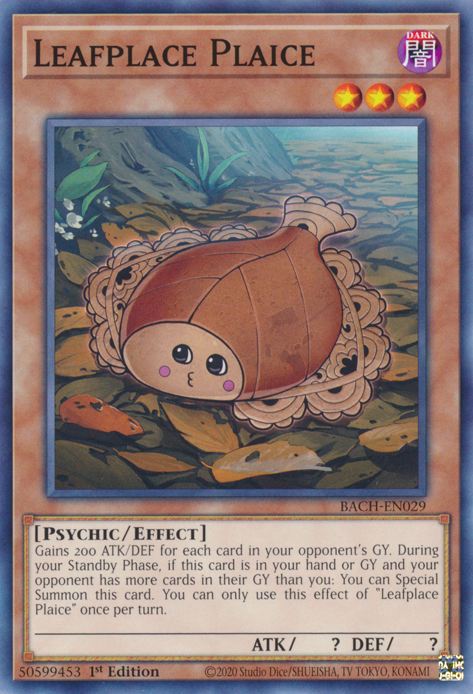 LEAFPLACE PLAICE
DARK
闇
BACH-EN029
[PSYCHIC/EFFECT]
Gains 200 ATK/DEF for each card in your opponent's GY. During
your Standby Phase, if this card is in your hand or GY and your
opponent has more cards in their GY than you: You can Special
Summon this card. You can only use this effect of "Leafplace
Plaice" once per turn.
ATK/ ? DEF/ ?
50599453 1st Edition ©2020 Studio Dice/SHUEISHA, TV TOKYO, KONAMI